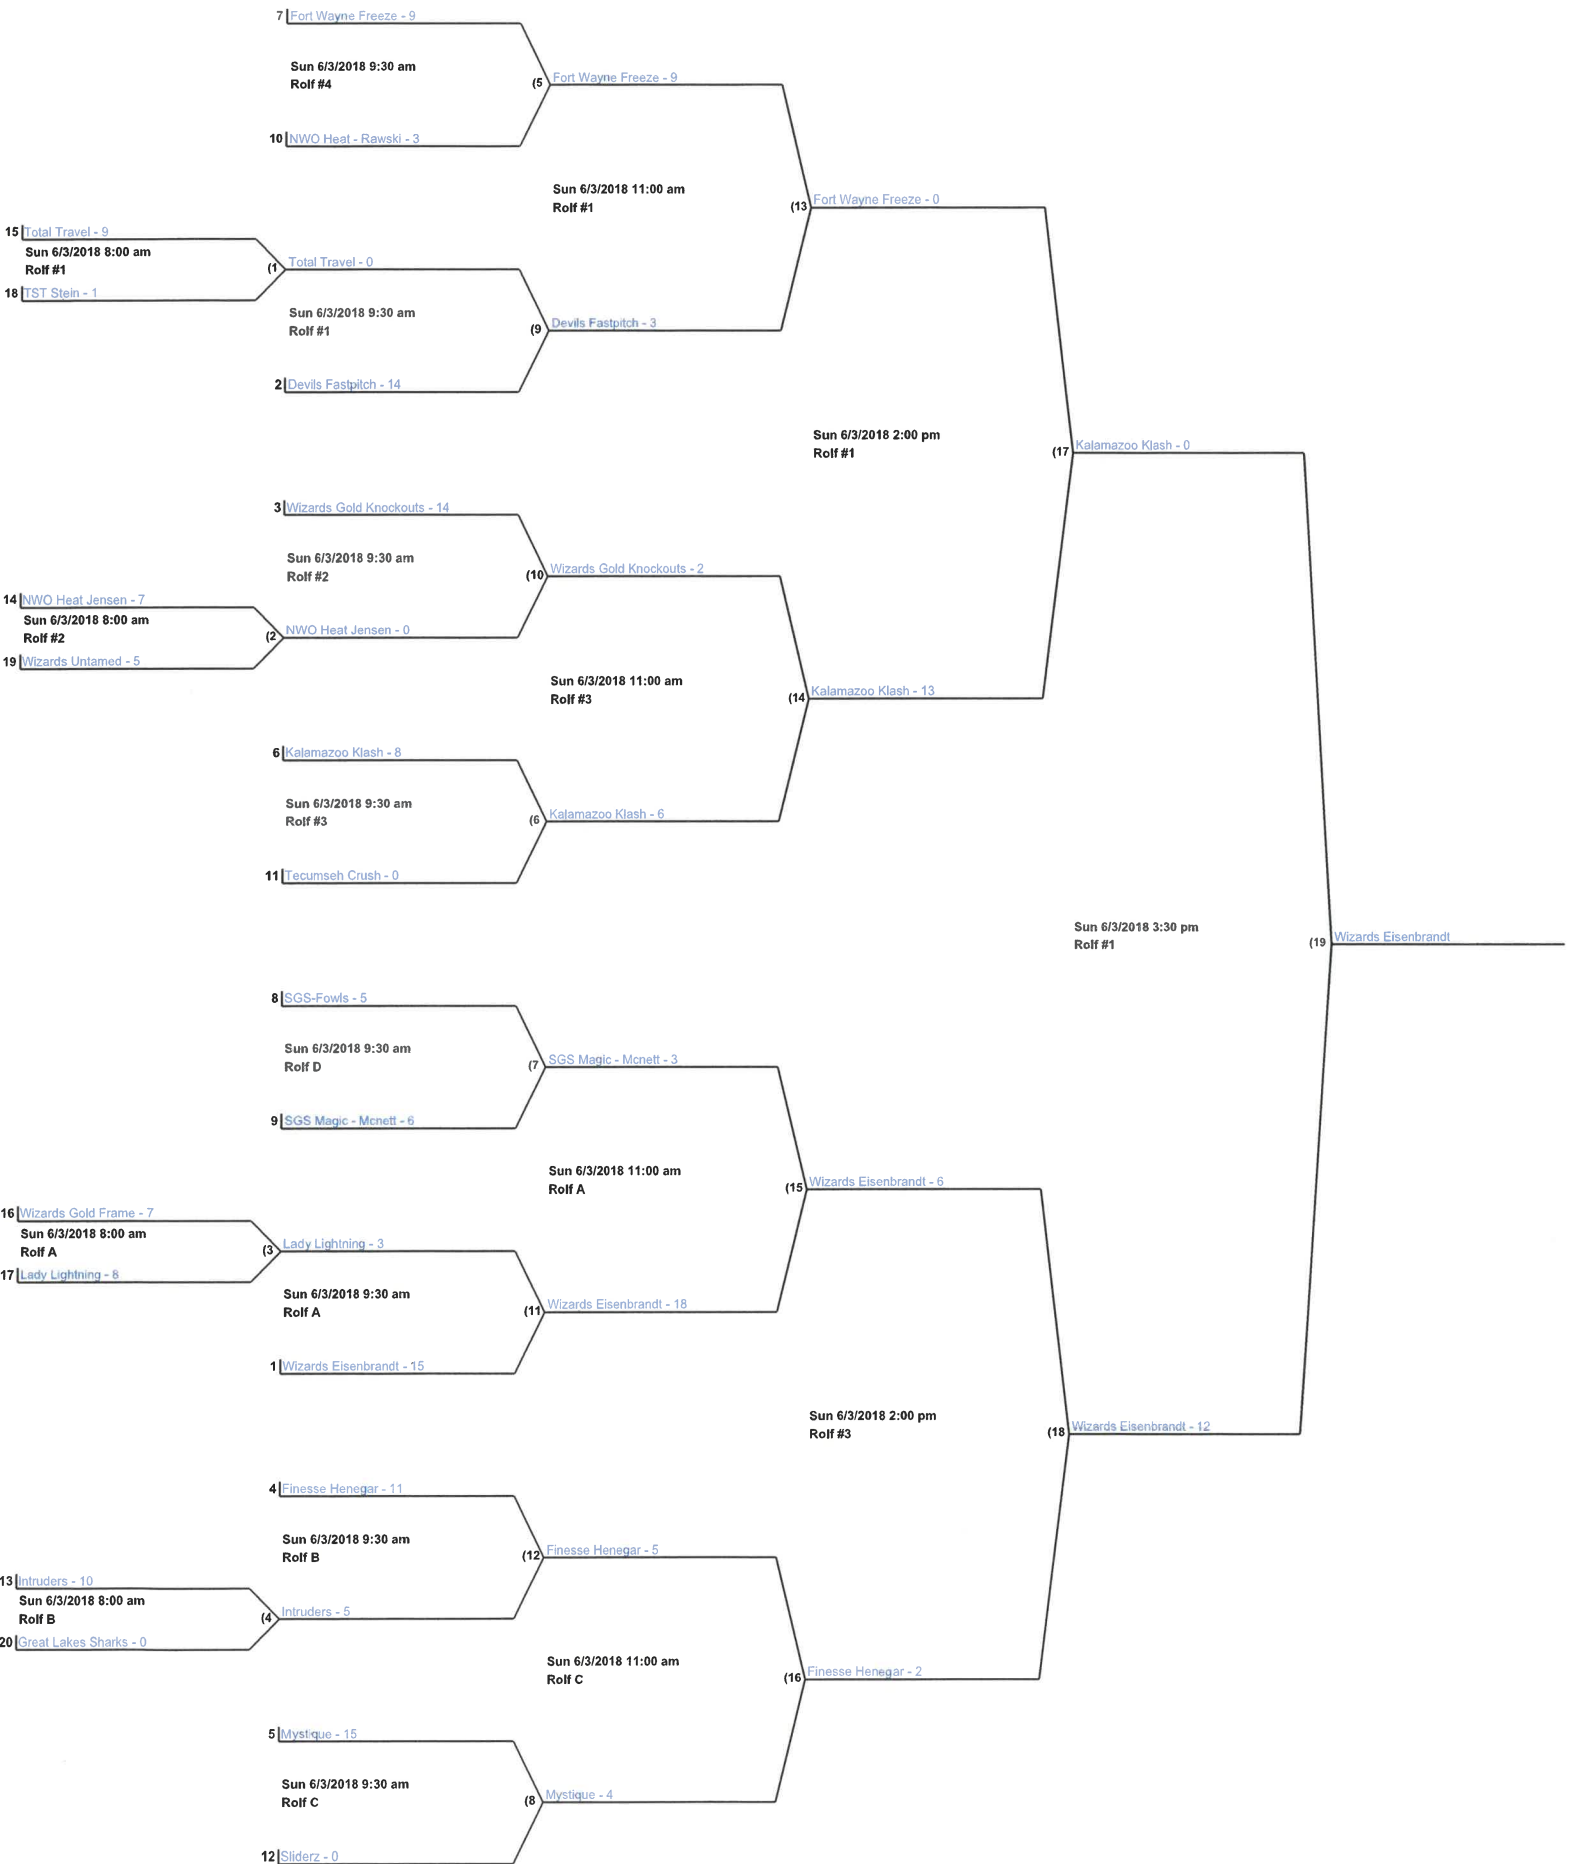 7 Fort Wayne Freeze - 9
Sun 6/3/2018 9:30 am
Rolf #4
(5 Fort Wayne Freeze - 9
10 NWO Heat - Rawski - 3
Sun 6/3/2018 11:00 am
Rolf #1
(13 Fort Wayne Freeze - 0
15 Total Travel - 9
Sun 6/3/2018 8:00 am
Rolf #1
(1 Total Travel - 0
18 TST Stein - 1
Sun 6/3/2018 9:30 am
Rolf #1
(9 Devils Fastpitch - 3
2 Devils Fastpitch - 14
Sun 6/3/2018 2:00 pm
Rolf #1
(17 Kalamazoo Klash - 0
3 Wizards Gold Knockouts - 14
Sun 6/3/2018 9:30 am
Rolf #2
(10 Wizards Gold Knockouts - 2
14 NWO Heat Jensen - 7
Sun 6/3/2018 8:00 am
Rolf #2
(2 NWO Heat Jensen - 0
19 Wizards Untamed - 5
Sun 6/3/2018 11:00 am
Rolf #3
(14 Kalamazoo Klash - 13
6 Kalamazoo Klash - 8
Sun 6/3/2018 9:30 am
Rolf #3
(6 Kalamazoo Klash - 6
11 Tecumseh Crush - 0
Sun 6/3/2018 3:30 pm
Rolf #1
(19 Wizards Eisenbrandt
8 SGS-Fowls - 5
Sun 6/3/2018 9:30 am
Rolf D
(7 SGS Magic - Mcnett - 3
9 SGS Magic - Mcnett - 6
Sun 6/3/2018 11:00 am
Rolf A
(15 Wizards Eisenbrandt - 6
16 Wizards Gold Frame - 7
Sun 6/3/2018 8:00 am
Rolf A
(3 Lady Lightning - 3
17 Lady Lightning - 8
Sun 6/3/2018 9:30 am
Rolf A
(11 Wizards Eisenbrandt - 18
1 Wizards Eisenbrandt - 15
Sun 6/3/2018 2:00 pm
Rolf #3
(18 Wizards Eisenbrandt - 12
4 Finesse Henegar - 11
Sun 6/3/2018 9:30 am
Rolf B
(12 Finesse Henegar - 5
13 Intruders - 10
Sun 6/3/2018 8:00 am
Rolf B
(4 Intruders - 5
20 Great Lakes Sharks - 0
Sun 6/3/2018 11:00 am
Rolf C
(16 Finesse Henegar - 2
5 Mystique - 15
Sun 6/3/2018 9:30 am
Rolf C
(8 Mystique - 4
12 Sliderz - 0